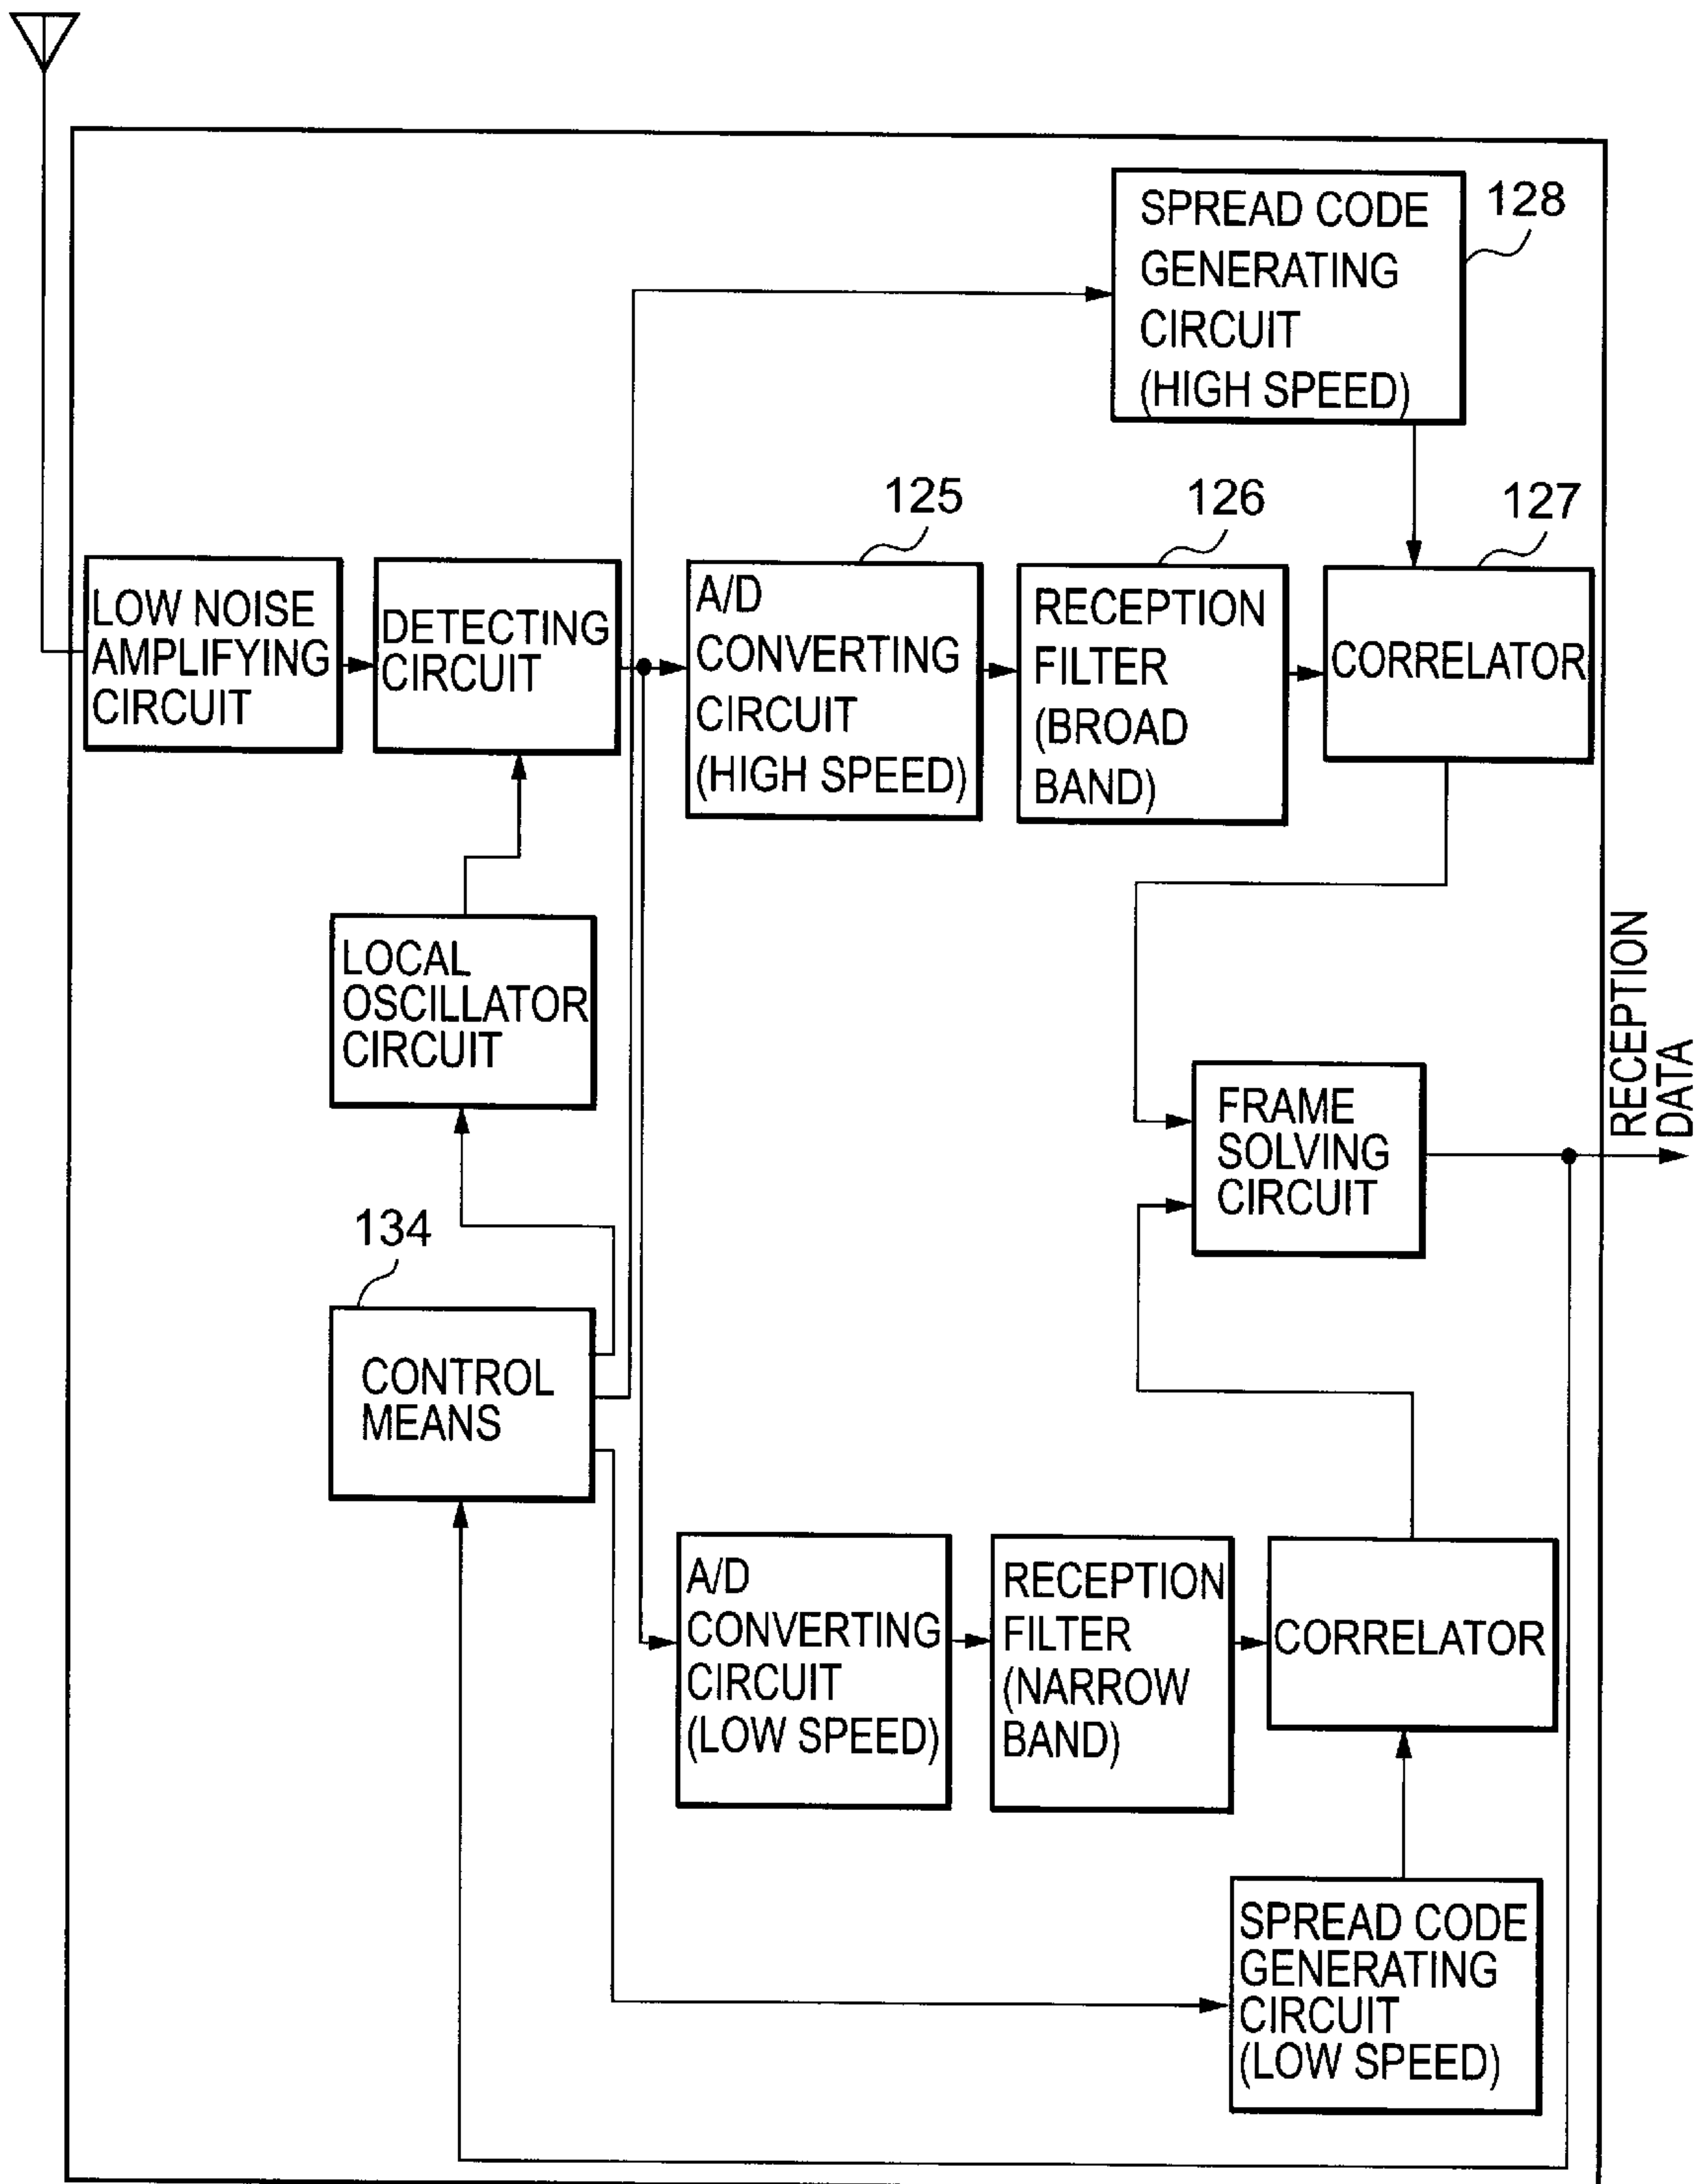 SPREAD CODE
GENERATING
CIRCUIT
(HIGH SPEED)
128
125
126
127
LOW NOISE
AMPLIFYING
CIRCUIT
DETECTING
CIRCUIT
A/D
CONVERTING
CIRCUIT
(HIGH SPEED)
RECEPTION
FILTER
(BROAD
BAND)
CORRELATOR
LOCAL
OSCILLATOR
CIRCUIT
RECEPTION
DATA
FRAME
SOLVING
CIRCUIT
134
CONTROL
MEANS
A/D
CONVERTING
CIRCUIT
(LOW SPEED)
RECEPTION
FILTER
(NARROW
BAND)
CORRELATOR
SPREAD CODE
GENERATING
CIRCUIT
(LOW SPEED)